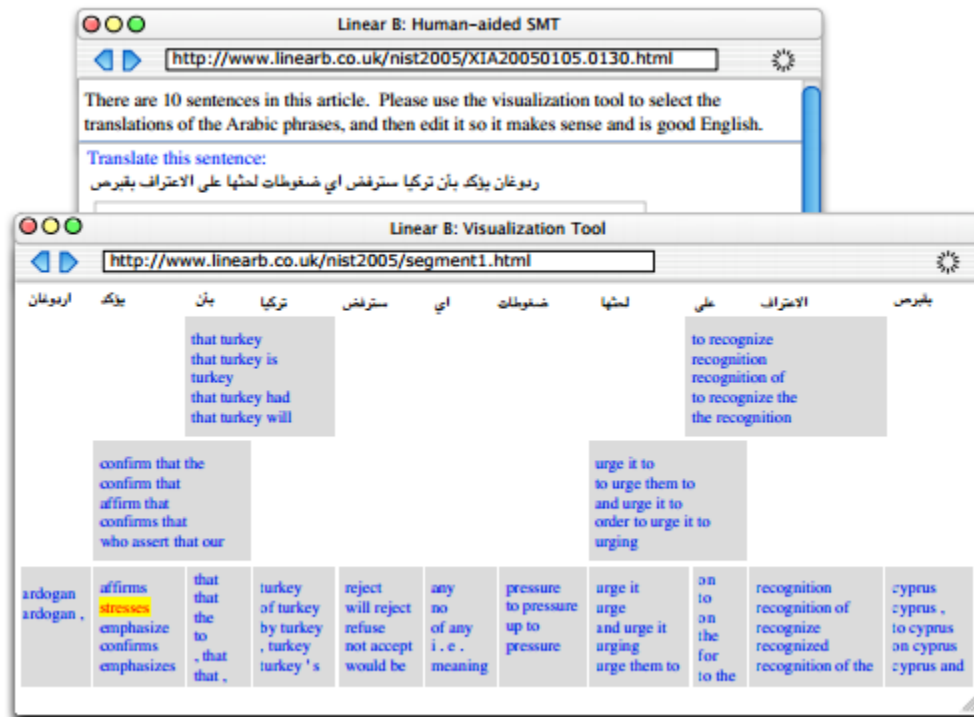 Linear B: Human-aided SMT
http://www.linearb.co.uk/nist2005/XIA20050105.0130.html
There are 10 sentences in this article. Please use the visualization tool to select the
translations of the Arabic phrases, and then edit it so it makes sense and is good English.
Translate this sentence:
ردوغان يؤكد بأن تركيا سترفض اي ضغوطات لحثها على الاعتراف بقبرص
Linear B: Visualization Tool
http://www.linearb.co.uk/nist2005/segment1.html
اردوغان يؤكد بأن تركيا سترفض اي ضغوطات لحثها على الاعتراف بقبرص
that turkey
that turkey is
turkey
that turkey had
that turkey will
to recognize
recognition
recognition of
to recognize the
the recognition
confirm that the
confirm that
affirm that
confirms that
who assert that our
urge it to
to urge them to
and urge it to
order to urge it to
urging
ardogan
ardogan ,
affirms
stresses
emphasize
confirms
emphasizes
that
that
the
to
, that
that ,
turkey
of turkey
by turkey
, turkey
turkey 's
reject
will reject
refuse
not accept
would be
any
no
of any
i . e .
meaning
pressure
to pressure
up to
pressure
urge it
urge
and urge it
urging
urge them to
on
to
on
the
for
to the
recognition
recognition of
recognize
recognized
recognition of the
cyprus
cyprus ,
to cyprus
on cyprus
cyprus and